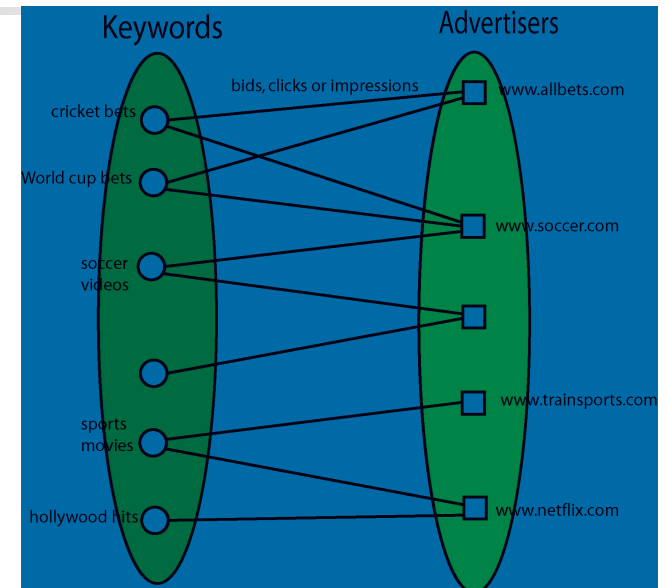 Keywords
Advertisers
bids, clicks or impressions
www.allbets.com
cricket bets
World cup bets
www.soccer.com
soccer
videos
www.trainsports.com
sports
movies
hollywood hits
www.netflix.com